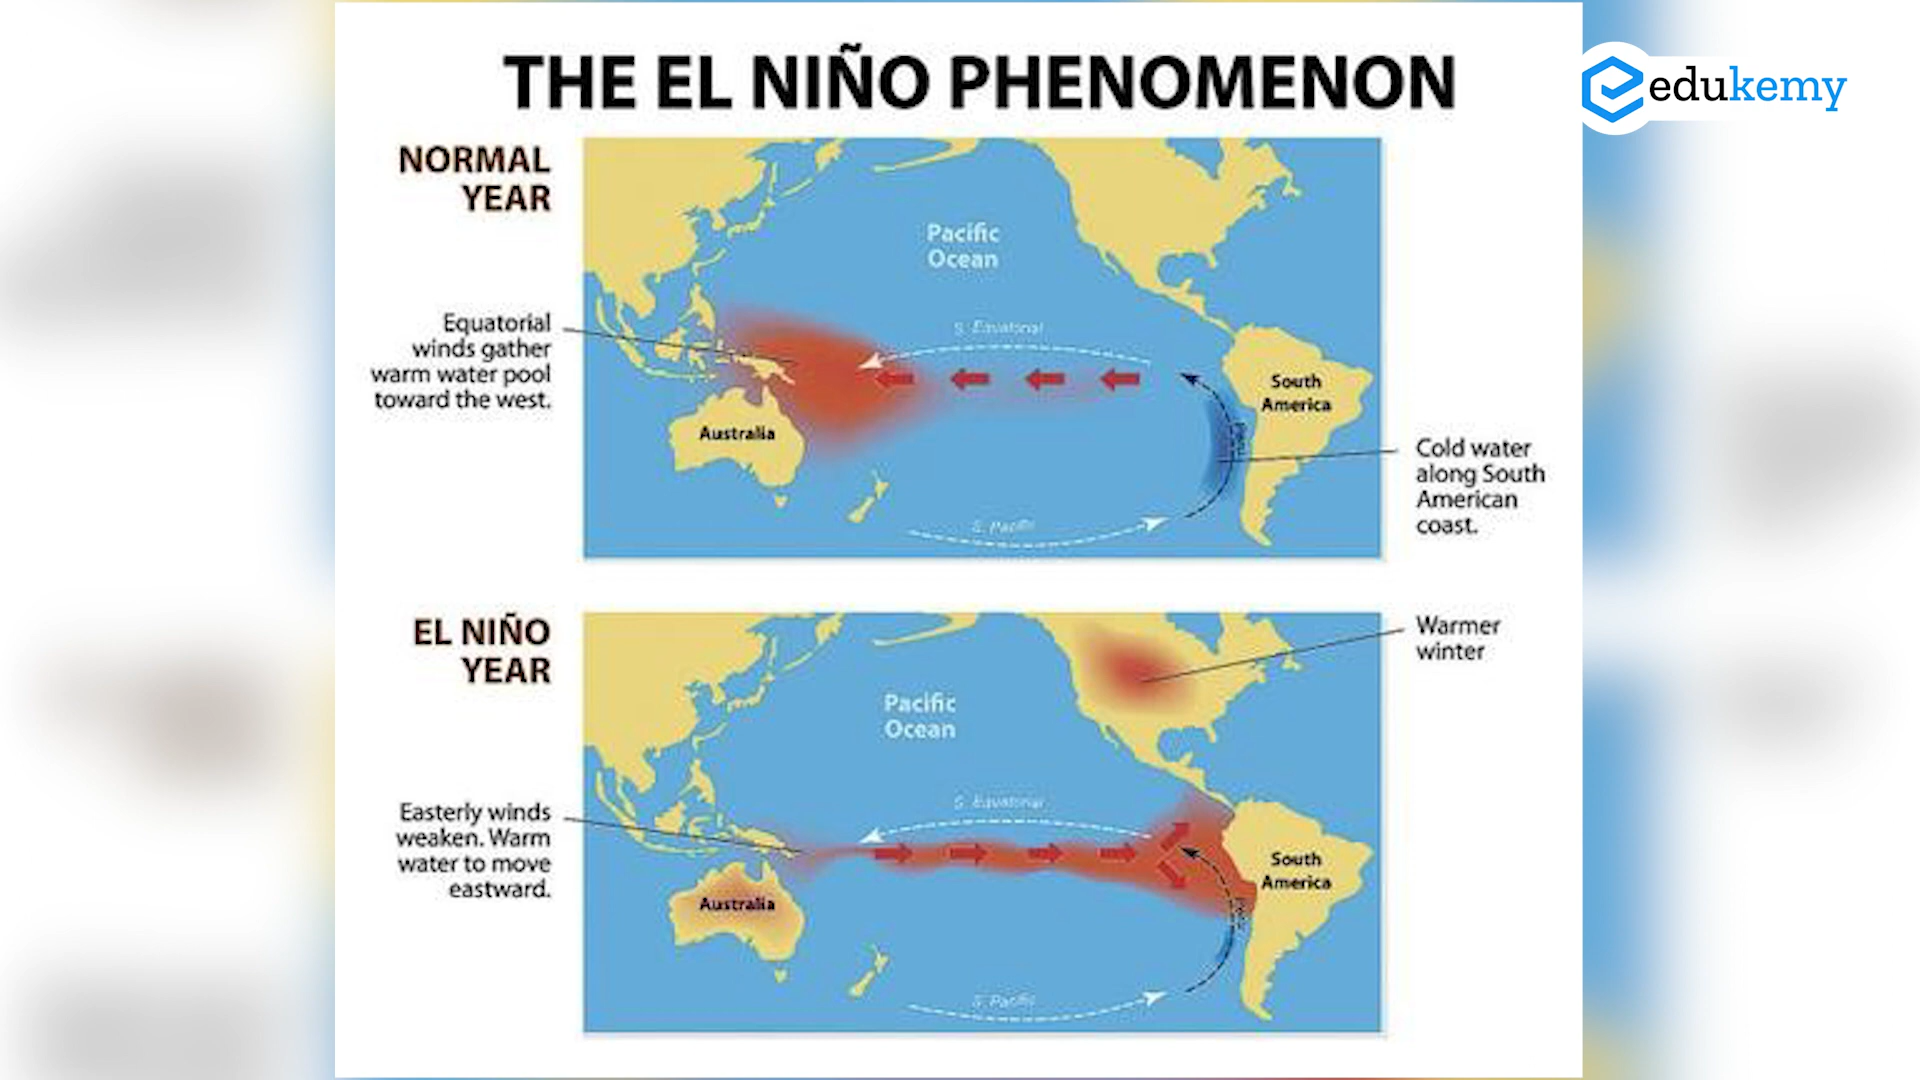 THE EL NIÑO PHENOMENON
edukemy
NORMAL
YEAR
Pacific
Ocean
Equatorial
winds gather
warm water pool
toward the west.
S. Equatorial
South
America
Australia
Peru
Cold water
along South
American
coast.
S. Pacific
EL NIÑO
YEAR
Warmer
winter
Pacific
Ocean
Easterly winds
weaken. Warm
water to move
eastward.
S. Equatorial
South
America
Australia
Peru
S. Pacific